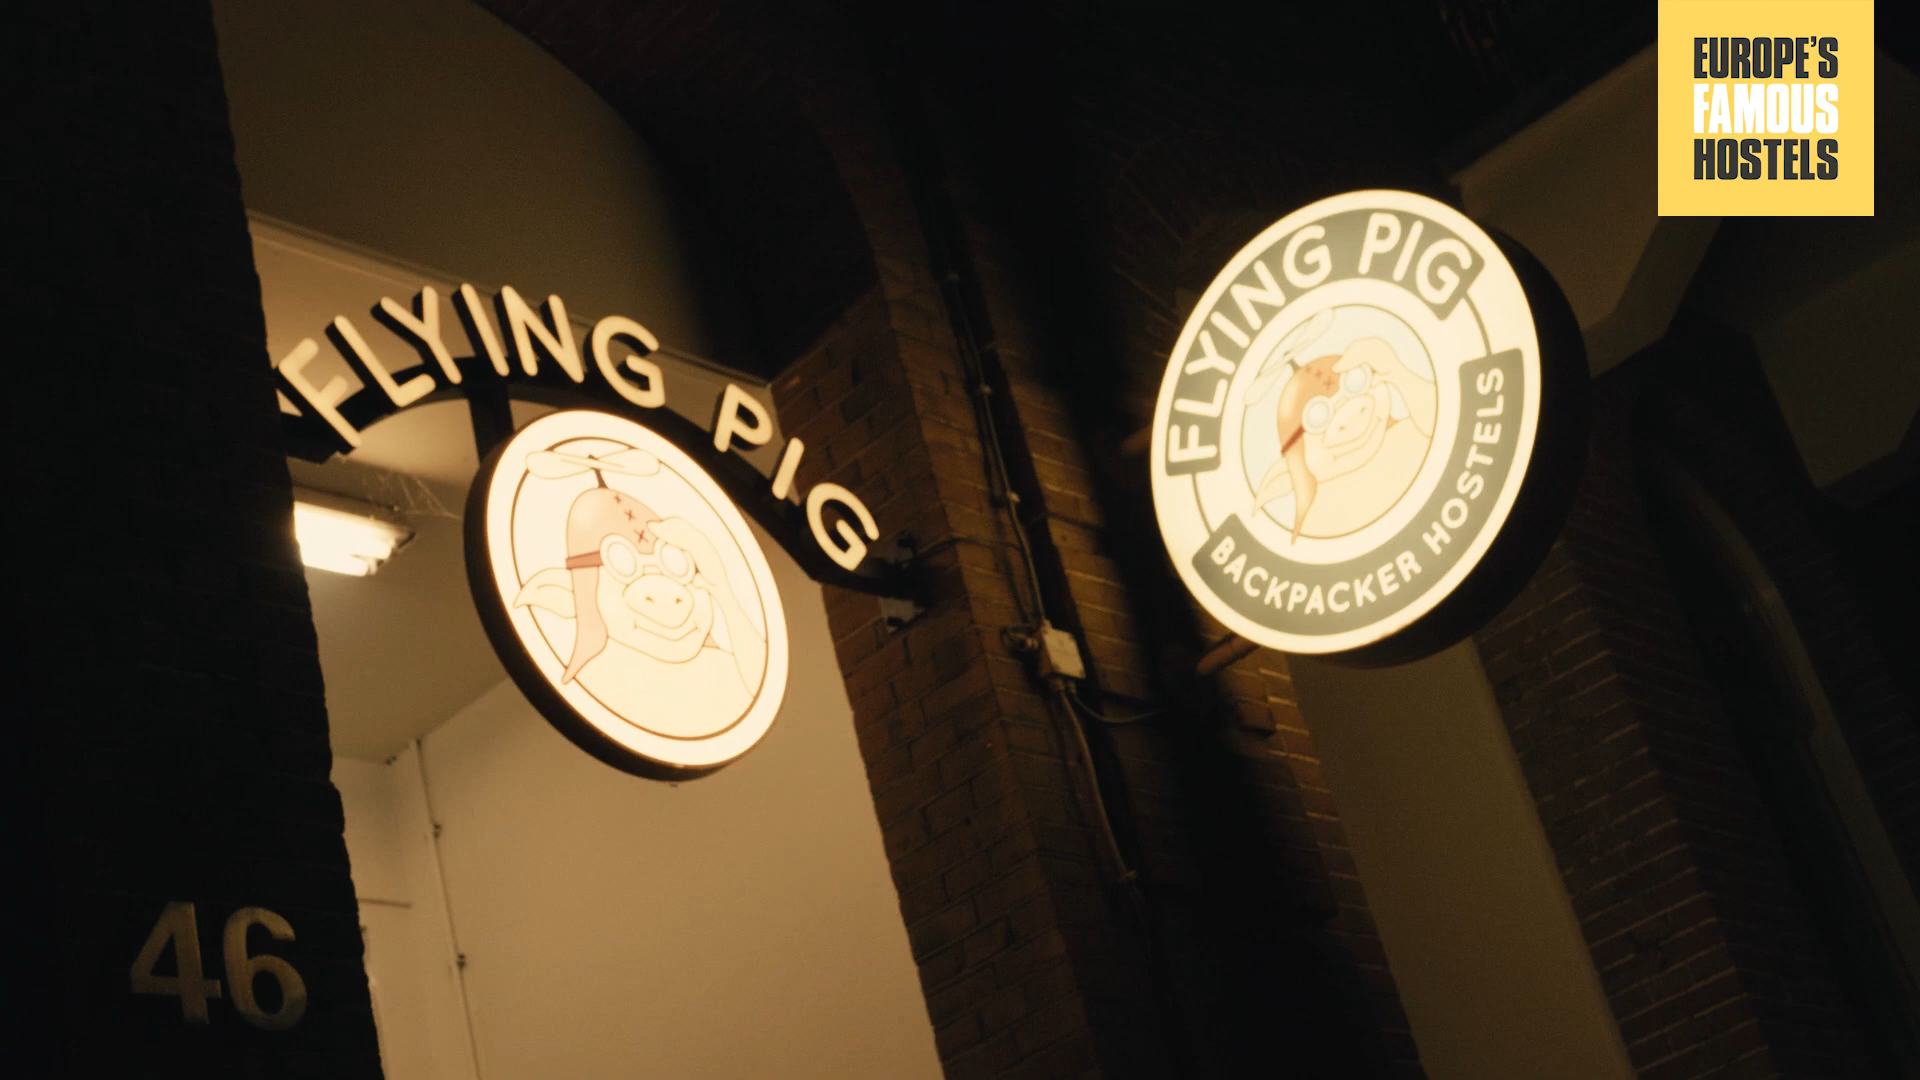 EUROPE'S
FAMOUS
HOSTELS
FLYING PIG
FLYING PIG
BACKPACKER HOSTELS
46